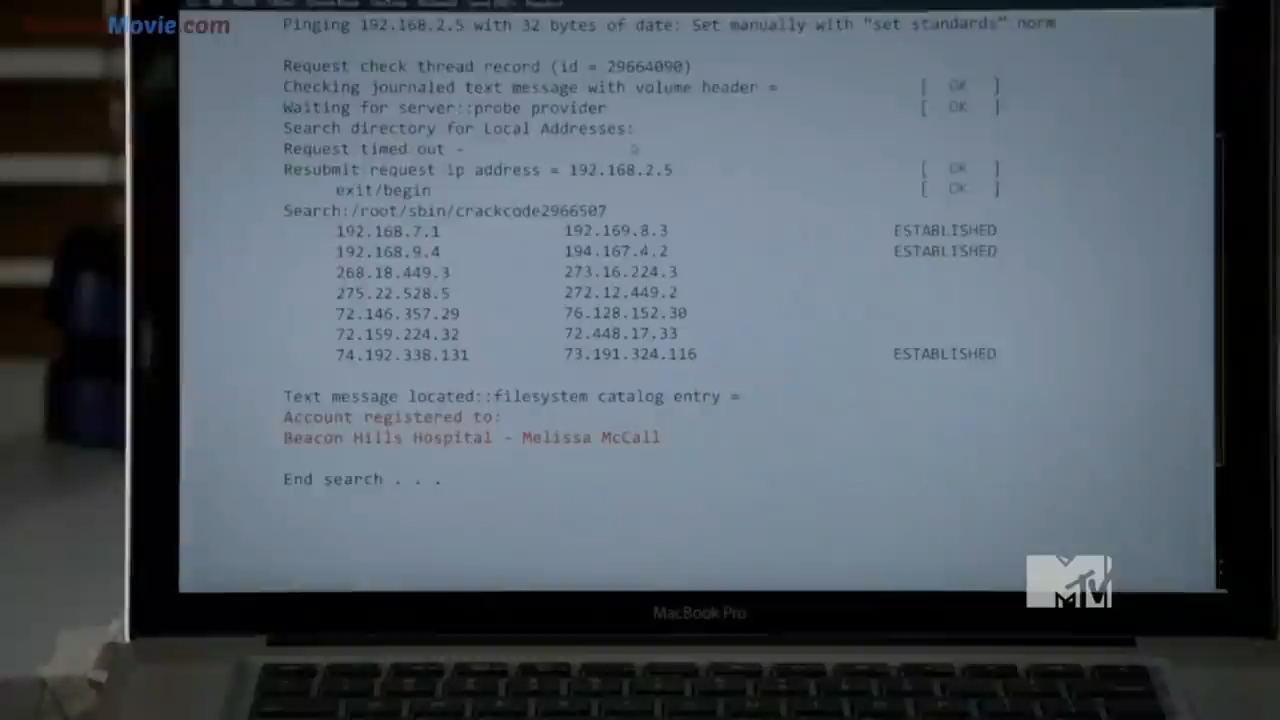 Movie.com
Pinging 192.168.2.5 with 32 bytes of date: Set manually with "set standards" norm
Request check thread record (id = 29664090)
Checking journaled text message with volume header = [ OK ]
Waiting for server::probe provider [ OK ]
Search directory for Local Addresses:
Request timed out -
Resubmit request ip address = 192.168.2.5 [ OK ]
exit/begin [ OK ]
Search:/root/sbin/crackcode2966507
192.168.7.1 192.169.8.3 ESTABLISHED
192.168.9.4 194.167.4.2 ESTABLISHED
268.18.449.3 273.16.224.3
275.22.528.5 272.12.449.2
72.146.357.29 76.128.152.30
72.159.224.32 72.448.17.33
74.192.338.131 73.191.324.116 ESTABLISHED
Text message located::filesystem catalog entry =
Account registered to:
Beacon Hills Hospital - Melissa McCall
End search . . .
MTV
MacBook Pro